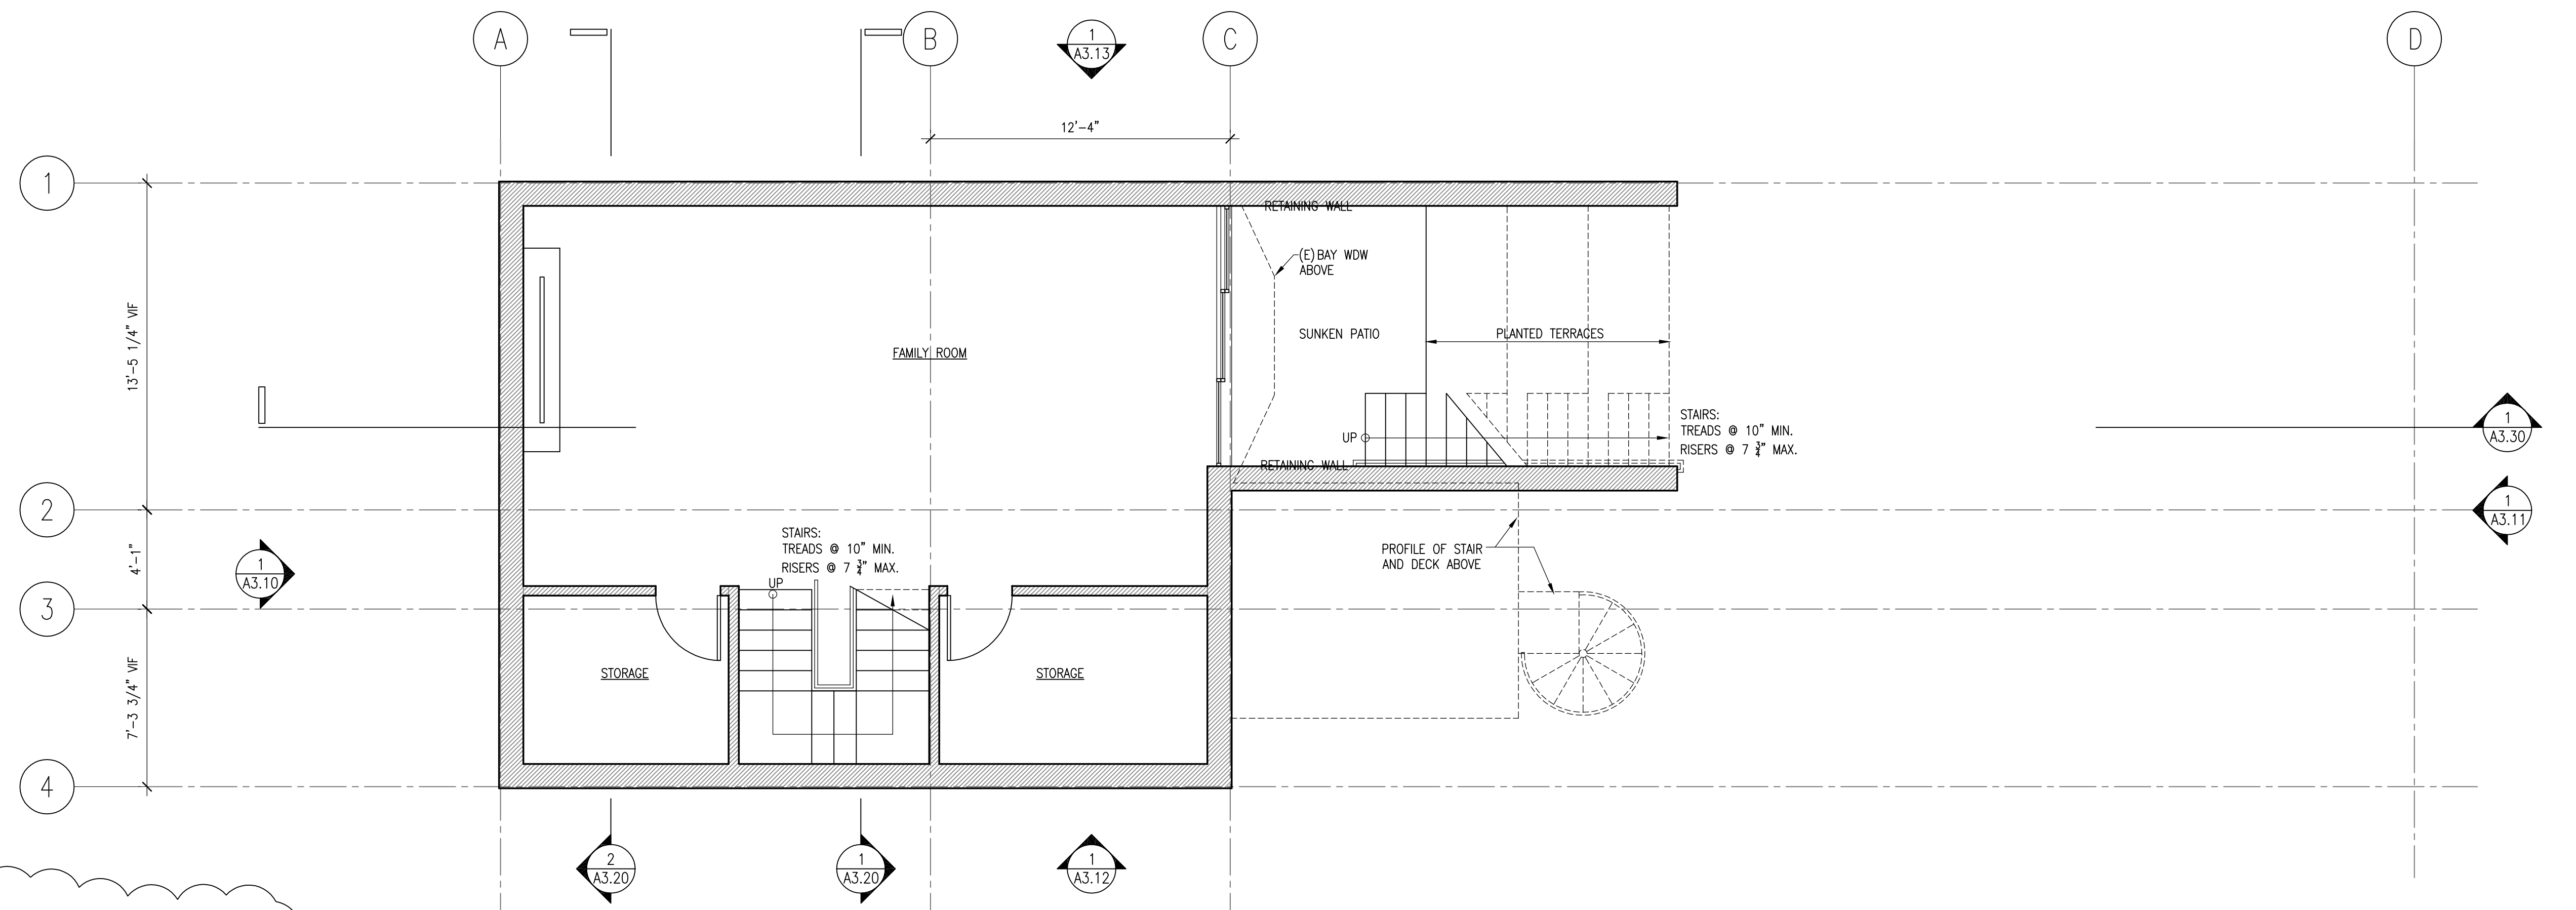 A
B
C
D
1
A3.13
12'-4"
1
RETAINING WALL
(E) BAY WDW
ABOVE
13'-5 1/4" VIF
SUNKEN PATIO
PLANTED TERRACES
FAMILY ROOM
STAIRS:
TREADS @ 10" MIN.
RISERS @ 7 3/4" MAX.
UP
1
A3.30
RETAINING WALL
2
1
A3.11
STAIRS:
TREADS @ 10" MIN.
RISERS @ 7 3/4" MAX.
UP
PROFILE OF STAIR
AND DECK ABOVE
4'-1"
1
A3.10
3
STORAGE
STORAGE
7'-3 3/4" VIF
4
2
A3.20
1
A3.20
1
A3.12